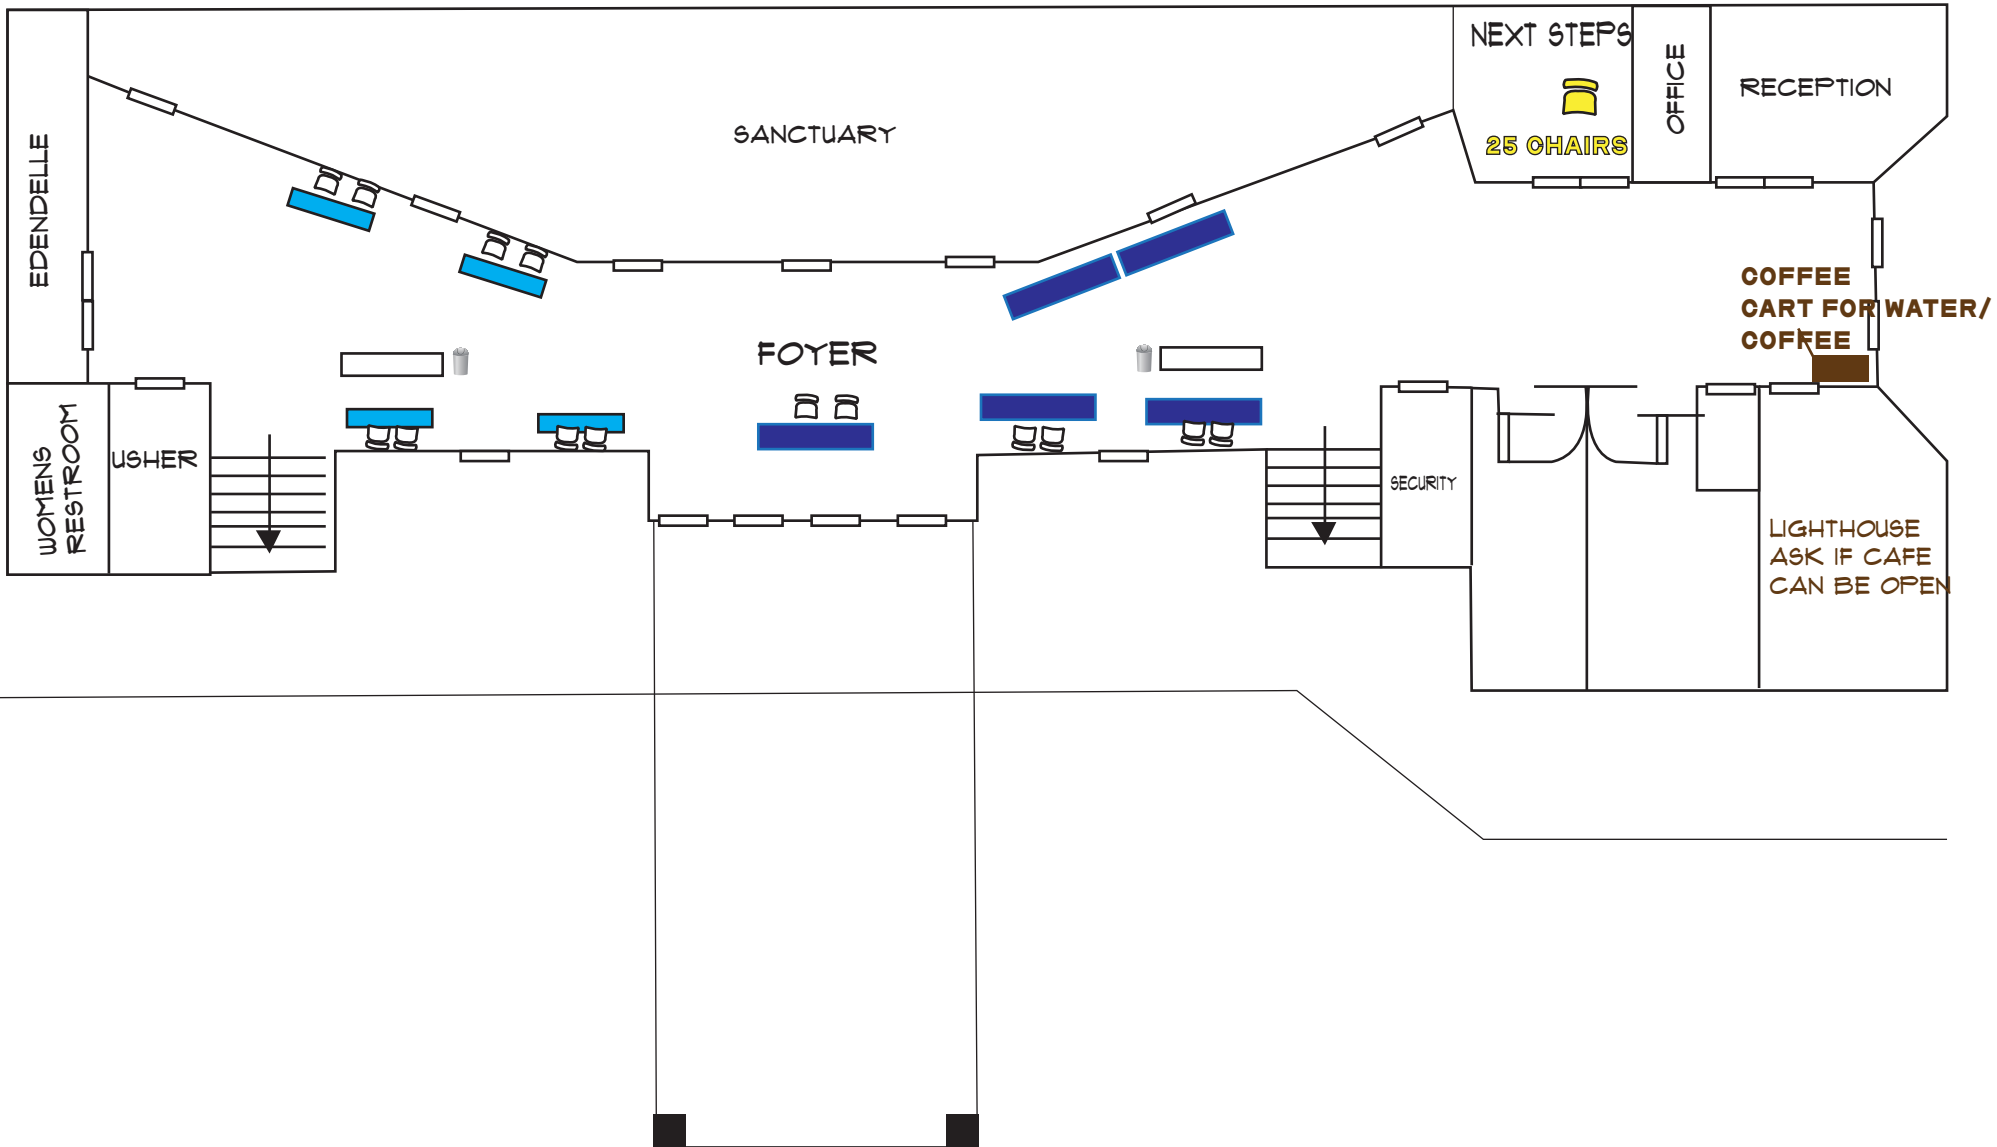 NEXT STEPS
25 CHAIRS
OFFICE
RECEPTION
SANCTUARY
EDENDELLE
COFFEE
CART FOR WATER/
COFFEE
FOYER
WOMENS
RESTROOM
USHER
SECURITY
LIGHTHOUSE
ASK IF CAFE
CAN BE OPEN